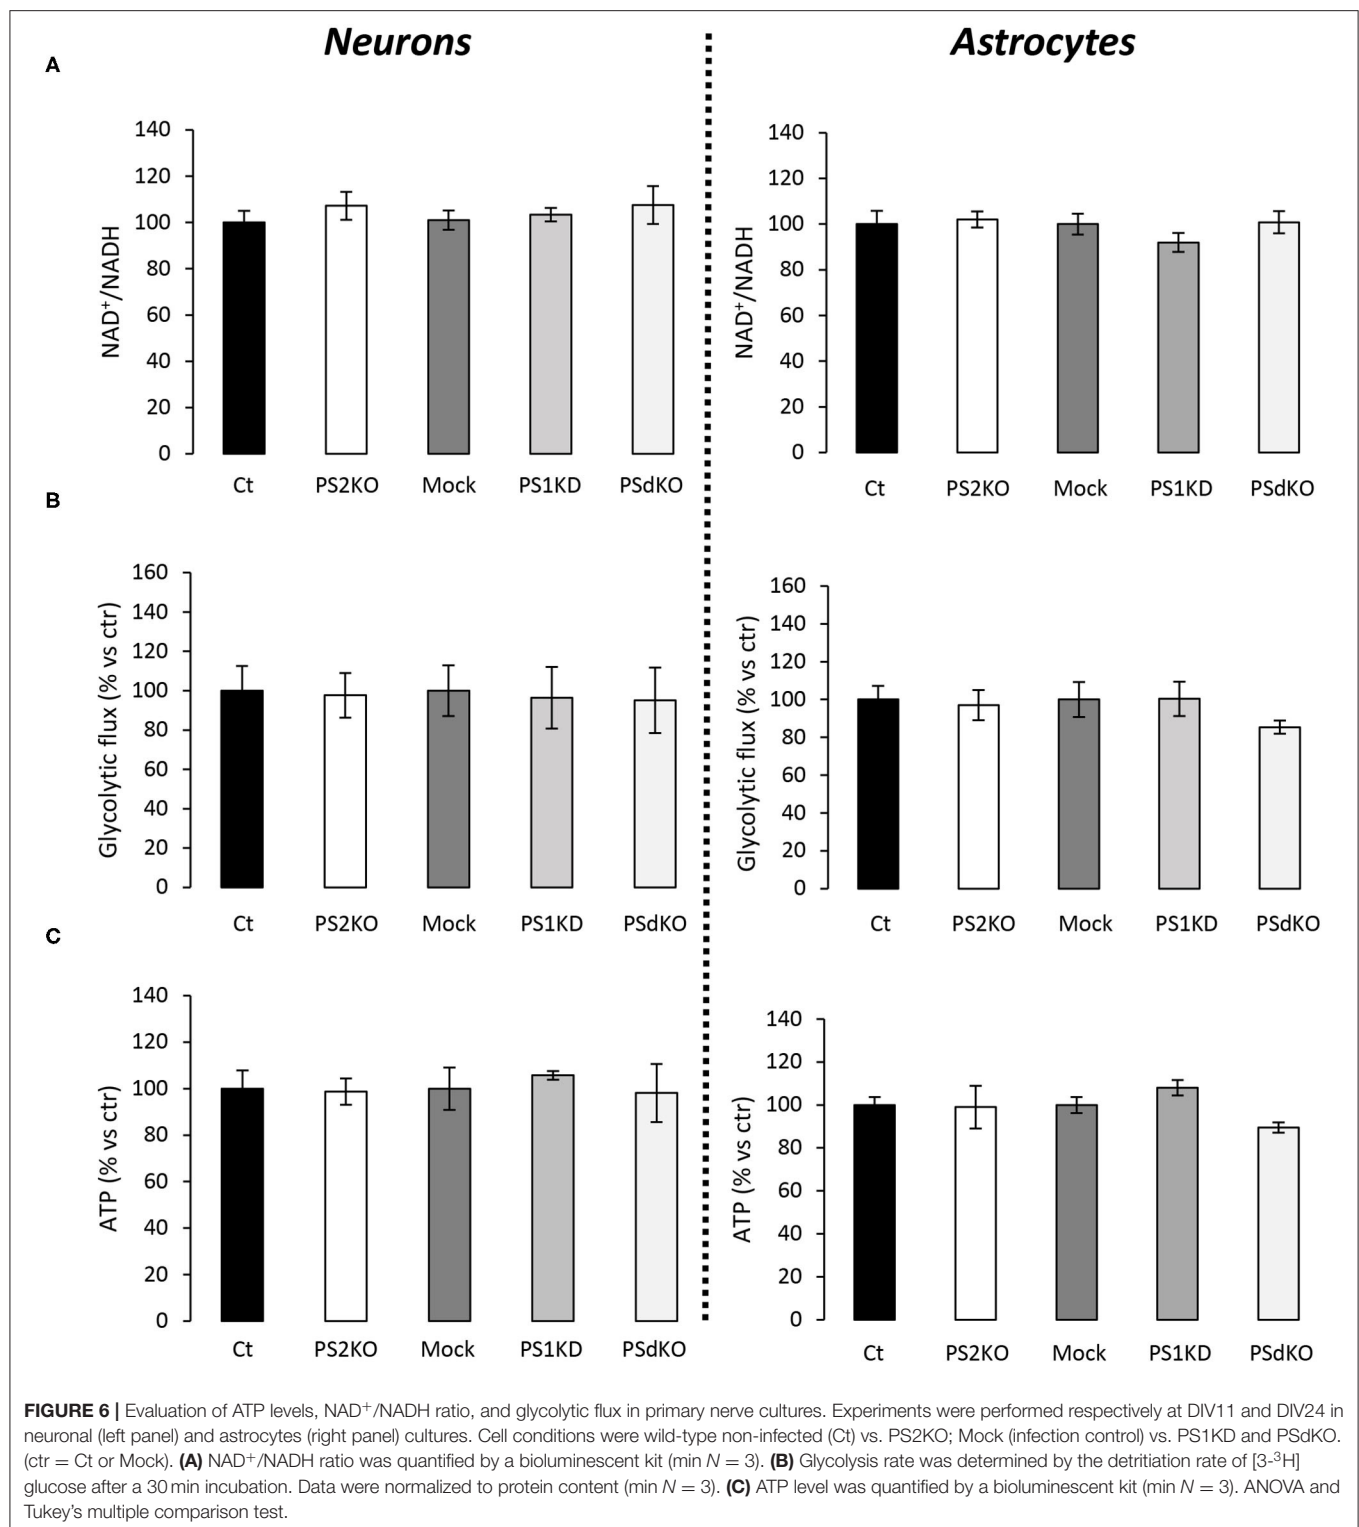 Neurons
Astrocytes
A
140
120
100
80
60
40
20
0
NAD⁺/NADH
Ct PS2KO Mock PS1KD PSdKO
140
120
100
80
60
40
20
0
NAD⁺/NADH
Ct PS2KO Mock PS1KD PSdKO
B
160
140
120
100
80
60
40
20
0
Glycolytic flux (% vs ctr)
Ct PS2KO Mock PS1KD PSdKO
160
140
120
100
80
60
40
20
0
Glycolytic flux (% vs ctr)
Ct PS2KO Mock PS1KD PSdKO
C
140
120
100
80
60
40
20
0
ATP (% vs ctr)
Ct PS2KO Mock PS1KD PSdKO
140
120
100
80
60
40
20
0
ATP (% vs ctr)
Ct PS2KO Mock PS1KD PSdKO
FIGURE 6 | Evaluation of ATP levels, NAD⁺/NADH ratio, and glycolytic flux in primary nerve cultures. Experiments were performed respectively at DIV11 and DIV24 in
neuronal (left panel) and astrocytes (right panel) cultures. Cell conditions were wild-type non-infected (Ct) vs. PS2KO; Mock (infection control) vs. PS1KD and PSdKO.
(ctr = Ct or Mock). (A) NAD⁺/NADH ratio was quantified by a bioluminescent kit (min N = 3). (B) Glycolysis rate was determined by the detritiation rate of [3-³H]
glucose after a 30 min incubation. Data were normalized to protein content (min N = 3). (C) ATP level was quantified by a bioluminescent kit (min N = 3). ANOVA and
Tukey's multiple comparison test.